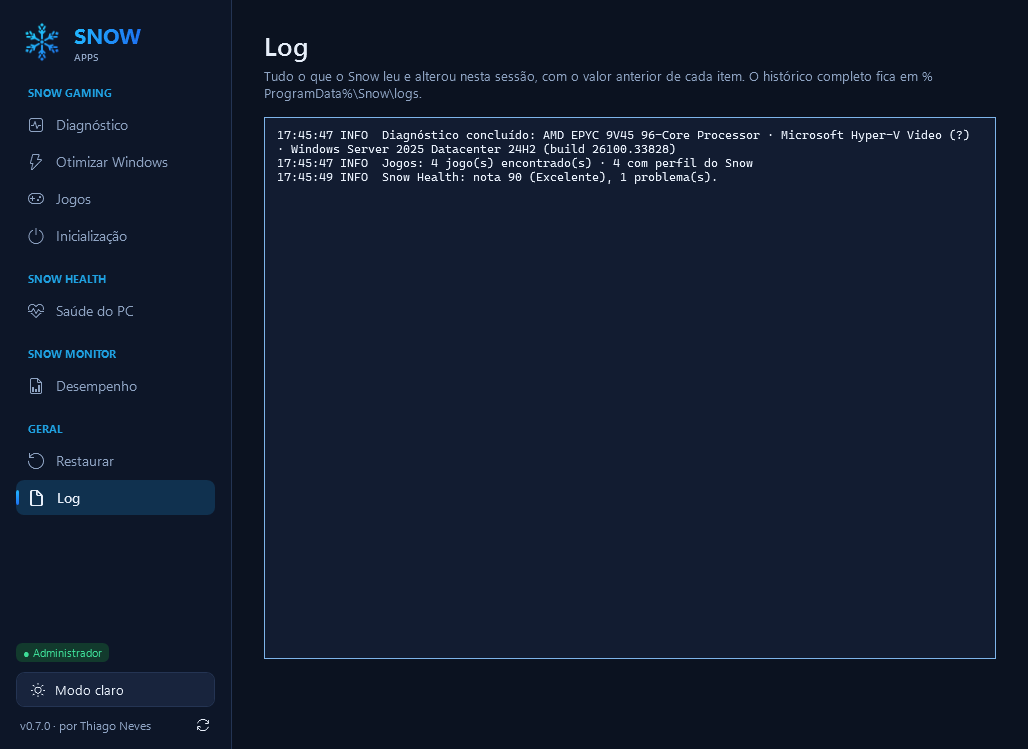 SNOW
APPS
SNOW GAMING
Diagnóstico
Otimizar Windows
Jogos
Inicialização
SNOW HEALTH
Saúde do PC
SNOW MONITOR
Desempenho
GERAL
Restaurar
Log
Administrador
Modo claro
v0.7.0 · por Thiago Neves
Log
Tudo o que o Snow leu e alterou nesta sessão, com o valor anterior de cada item. O histórico completo fica em %
ProgramData%\Snow\logs.
17:45:47 INFO  Diagnóstico concluído: AMD EPYC 9V45 96-Core Processor · Microsoft Hyper-V Video (?)
· Windows Server 2025 Datacenter 24H2 (build 26100.33828)
17:45:47 INFO  Jogos: 4 jogo(s) encontrado(s) · 4 com perfil do Snow
17:45:49 INFO  Snow Health: nota 90 (Excelente), 1 problema(s).